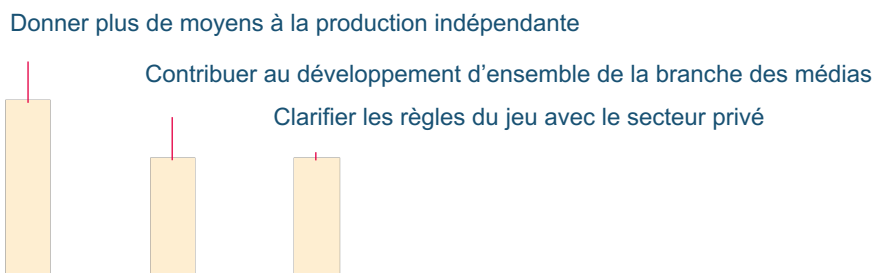 Donner plus de moyens à la production indépendante
Contribuer au développement d’ensemble de la branche des médias
Clarifier les règles du jeu avec le secteur privé